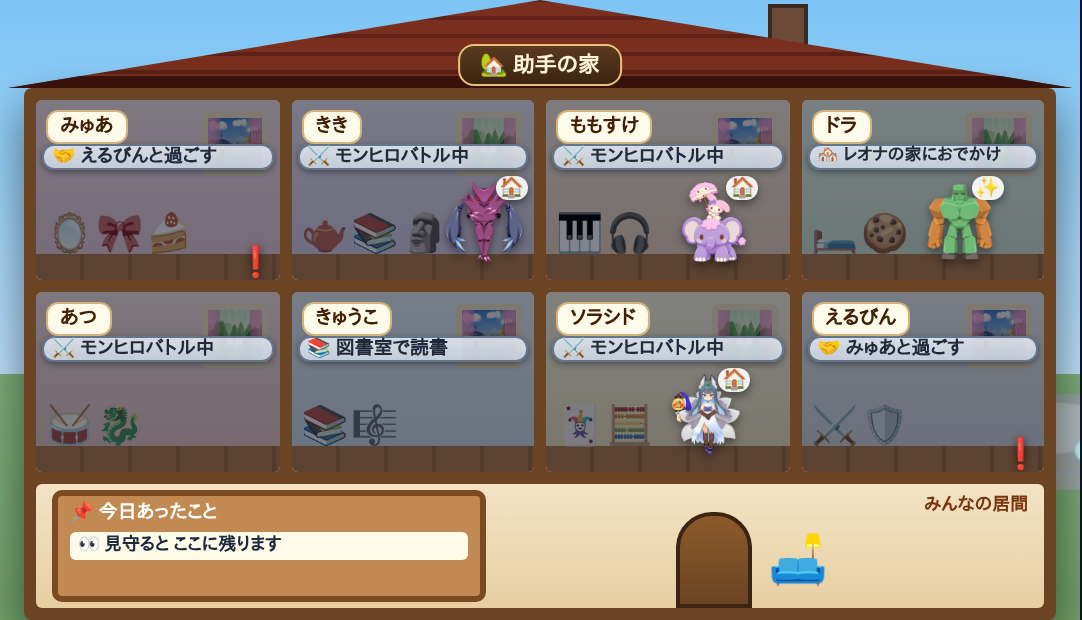 🏡 助手の家
みゅあ
🤝 えるびんと過ごす
きき
⚔️ モンヒロバトル中
ももすけ
⚔️ モンヒロバトル中
ドラ
🏘️ レオナの家におでかけ
あつ
⚔️ モンヒロバトル中
きゅうこ
📚 図書室で読書
ソラシド
⚔️ モンヒロバトル中
えるびん
🤝 みゅあと過ごす
📌 今日あったこと
👀 見守ると ここに残ります
みんなの居間